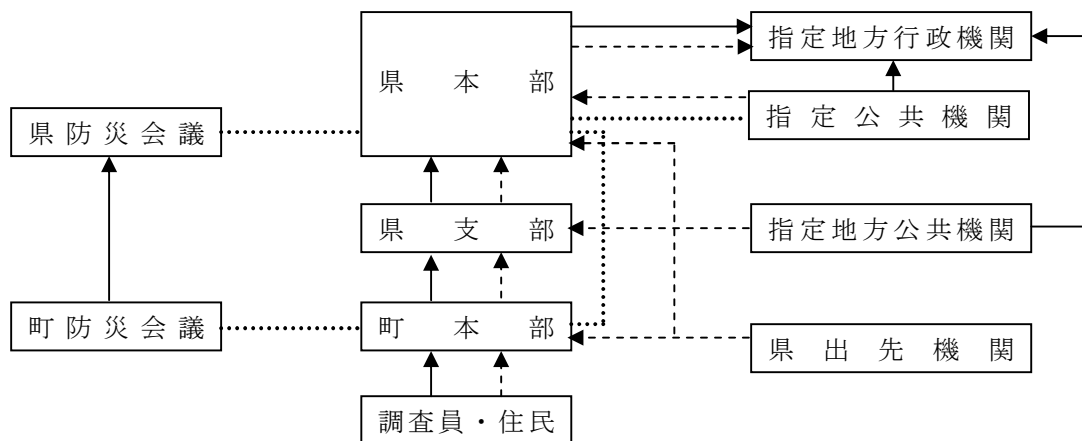 県本部
指定地方行政機関
県防災会議
指定公共機関
県支部
指定地方公共機関
町防災会議
町本部
県出先機関
調査員・住民